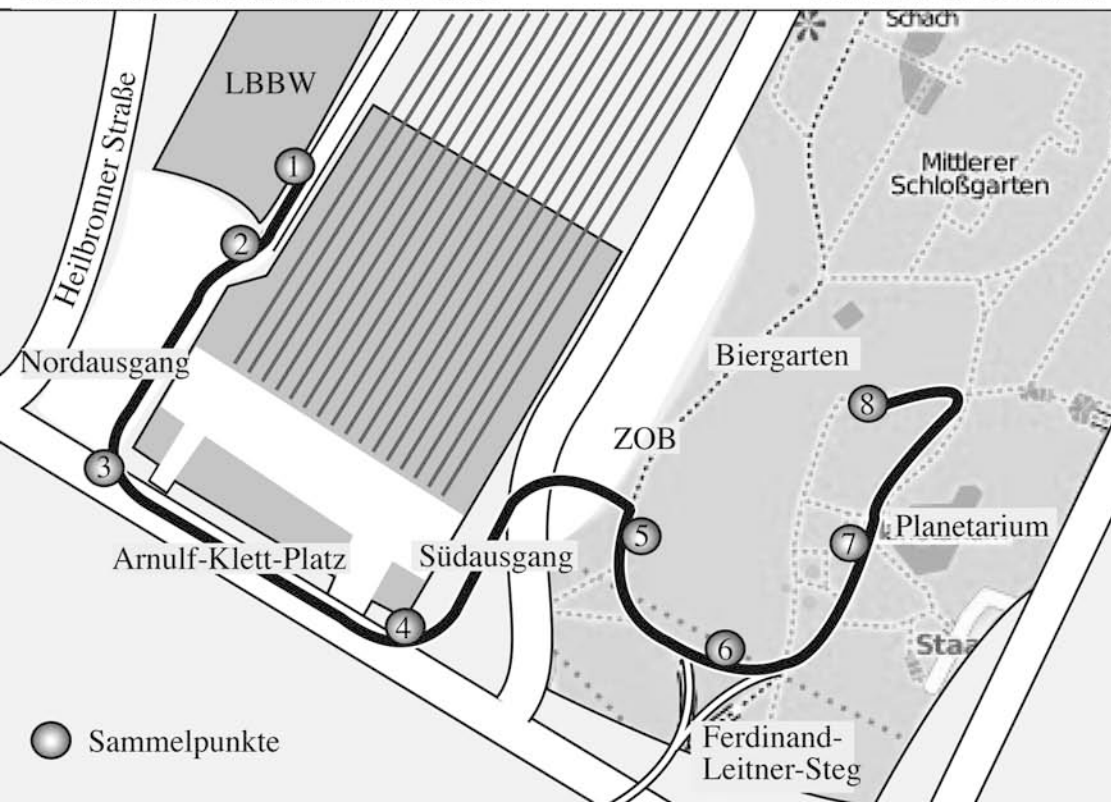 Schach
LBBW
Heilbronner Straße
1
Mittlerer
Schloßgarten
2
Nordausgang
Biergarten
8
ZOB
3
5
7
Planetarium
Arnulf-Klett-Platz
Südausgang
4
6
Staa
Sammelpunkte
Ferdinand-
Leitner-Steg